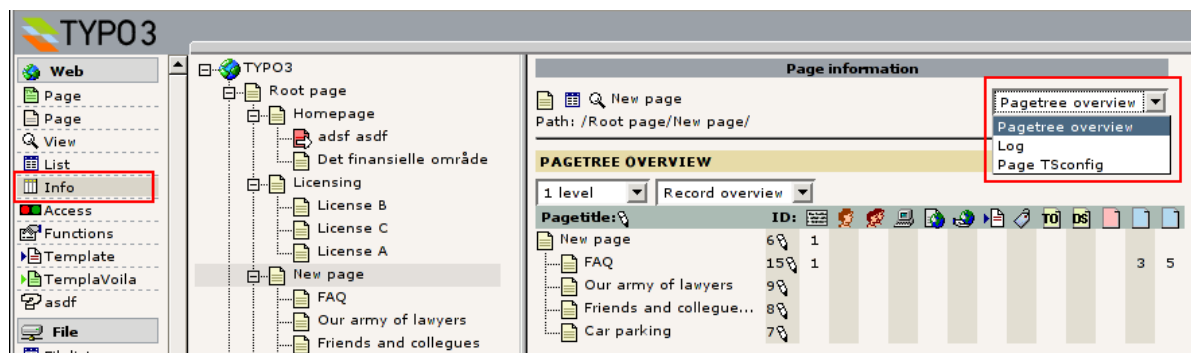 TYPO3
Web
Page
Page
View
List
Info
Access
Functions
Template
TemplaVoila
asdf
File
TYPO3
Root page
Homepage
adsf asdf
Det finansielle område
Licensing
License B
License C
License A
New page
FAQ
Our army of lawyers
Friends and collegues
Page information
New page
Path: /Root page/New page/
Pagetree overview
Pagetree overview
Log
Page TSconfig
PAGETREE OVERVIEW
1 level Record overview
Pagetitle: ID: TO DS
New page 6 1
FAQ 15 1 3 5
Our army of lawyers 9
Friends and collegue... 8
Car parking 7